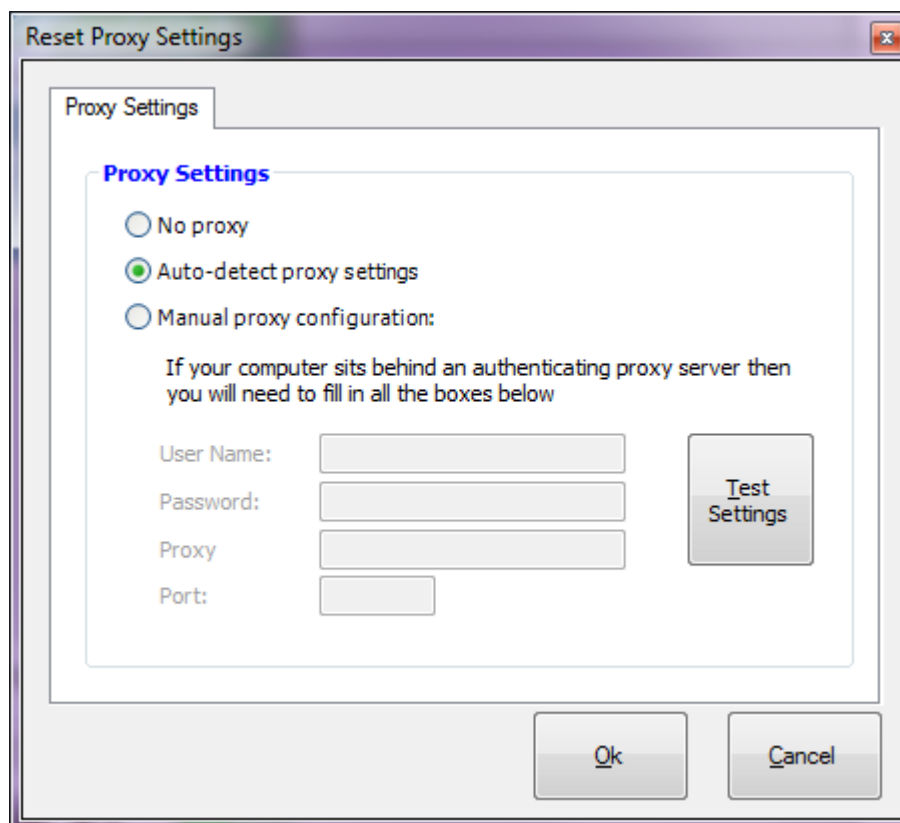 Reset Proxy Settings
Proxy Settings
Proxy Settings
No proxy
Auto-detect proxy settings
Manual proxy configuration:
If your computer sits behind an authenticating proxy server then
you will need to fill in all the boxes below
User Name:
Password:
Proxy
Port:
Test
Settings
Ok
Cancel